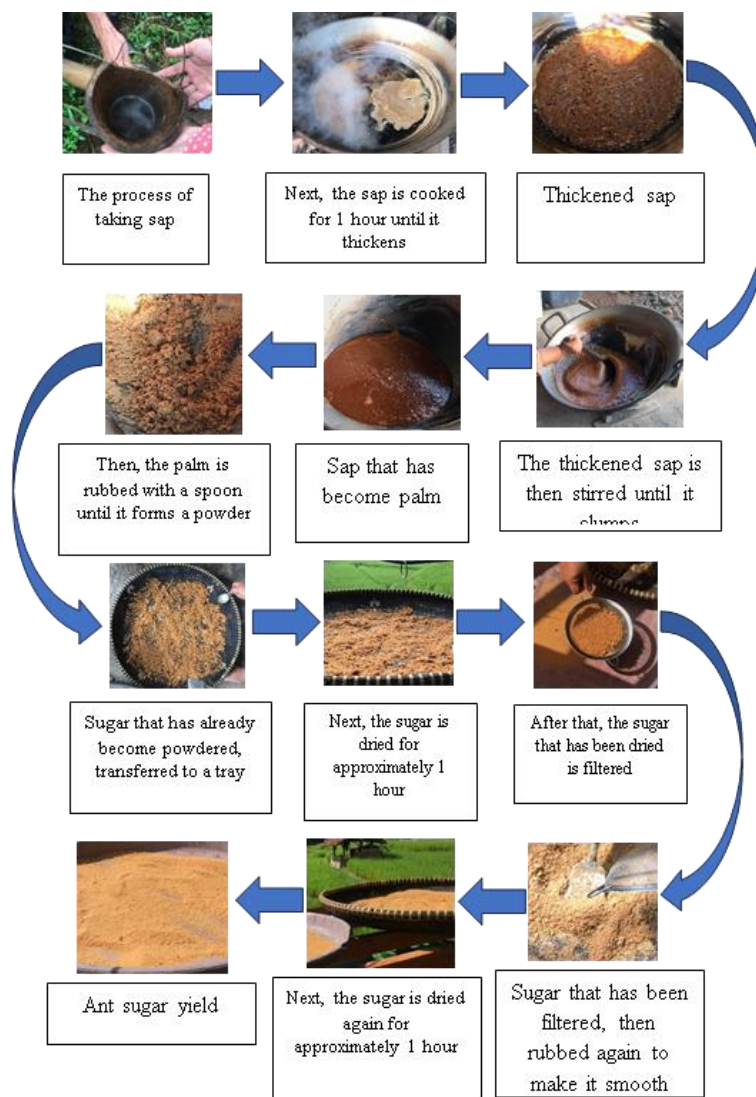 The process of
taking sap
Next, the sap is cooked
for 1 hour until it
thickens
Thickened sap
The thickened sap is
then stirred until it
Sap that has
become palm
Then, the palm is
rubbed with a spoon
until it forms a powder
Sugar that has already
become powdered,
transferred to a tray
Next, the sugar is
dried for
approximately 1
hour
After that, the sugar
that has been dried
is filtered
Sugar that has been
filtered, then
rubbed again to
make it smooth
Next, the sugar is dried
again for
approximately 1 hour
Ant sugar yield